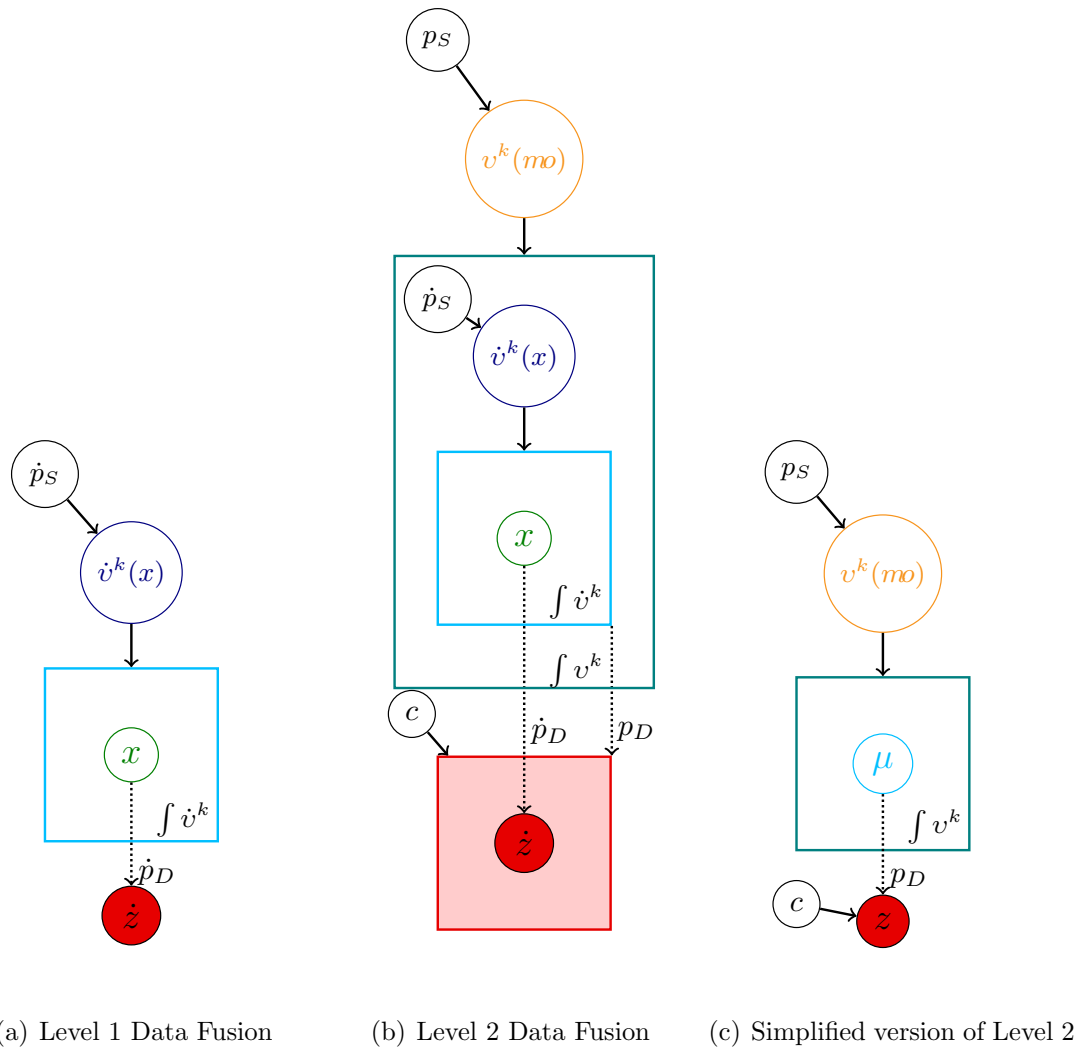 ṗ_S
υ̇^k(x)
x
∫ υ̇^k
ṗ_D
ż
(a) Level 1 Data Fusion
p_S
υ^k(mo)
ṗ_S
υ̇^k(x)
x
∫ υ̇^k
∫ υ^k
c
ṗ_D
p_D
ż
(b) Level 2 Data Fusion
p_S
υ^k(mo)
μ
∫ υ^k
p_D
c
z
(c) Simplified version of Level 2